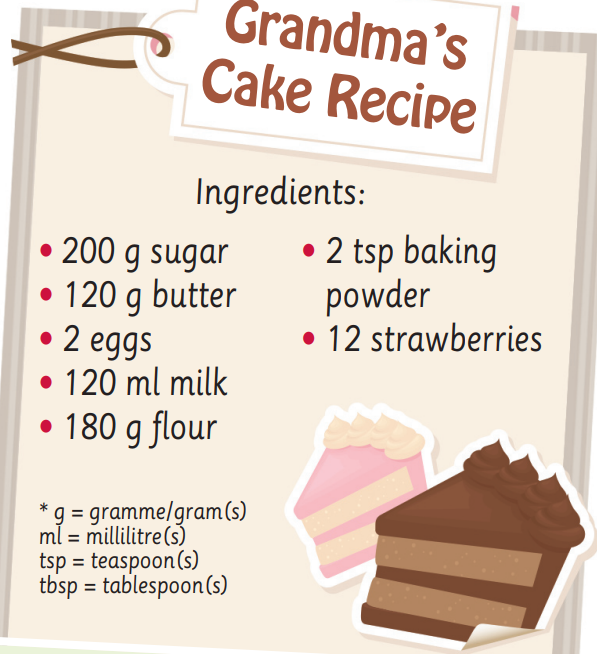 Grandma's
Cake Recipe
Ingredients:
• 200 g sugar
• 120 g butter
• 2 eggs
• 120 ml milk
• 180 g flour
• 2 tsp baking
powder
• 12 strawberries
* g = gramme/gram(s)
ml = millilitre(s)
tsp = teaspoon(s)
tbsp = tablespoon(s)